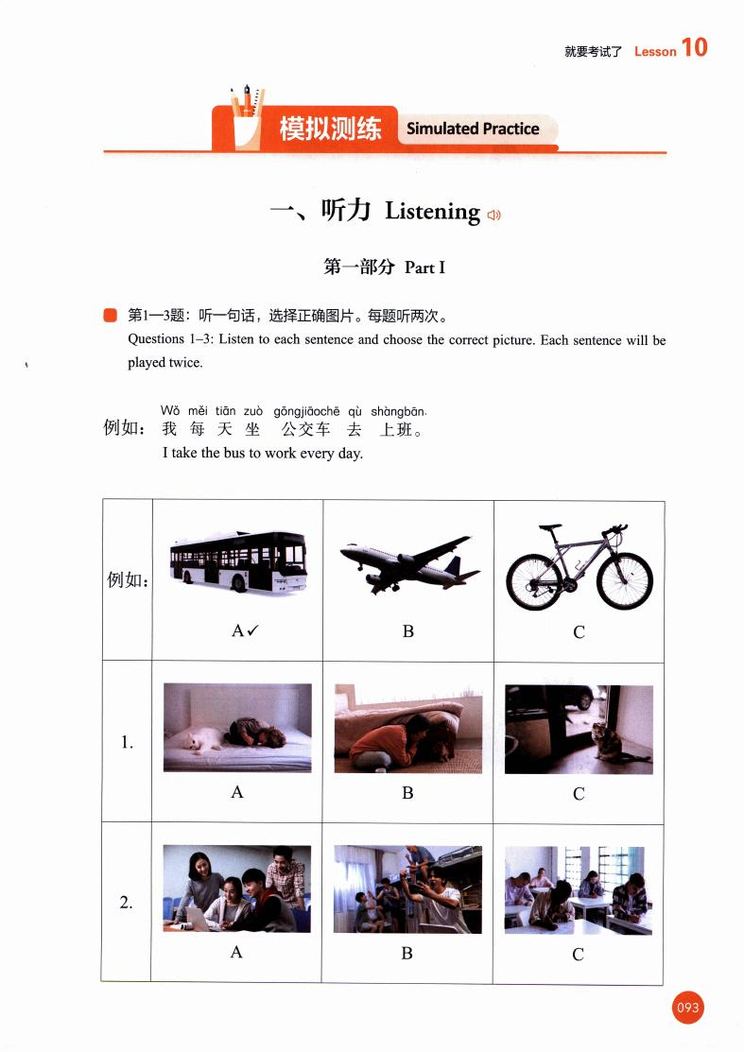 就要考试了 Lesson 10
模拟测练 Simulated Practice
一、听力 Listening
第一部分 Part I
第1—3题：听一句话，选择正确图片。每题听两次。
Questions 1–3: Listen to each sentence and choose the correct picture. Each sentence will be
played twice.
Wǒ měi tiān zuò gōngjiāochē qù shàngbān.
例如： 我 每 天 坐 公交车 去 上班。
I take the bus to work every day.
例如：
A✓ B C
1.
A B C
2.
A B C
093